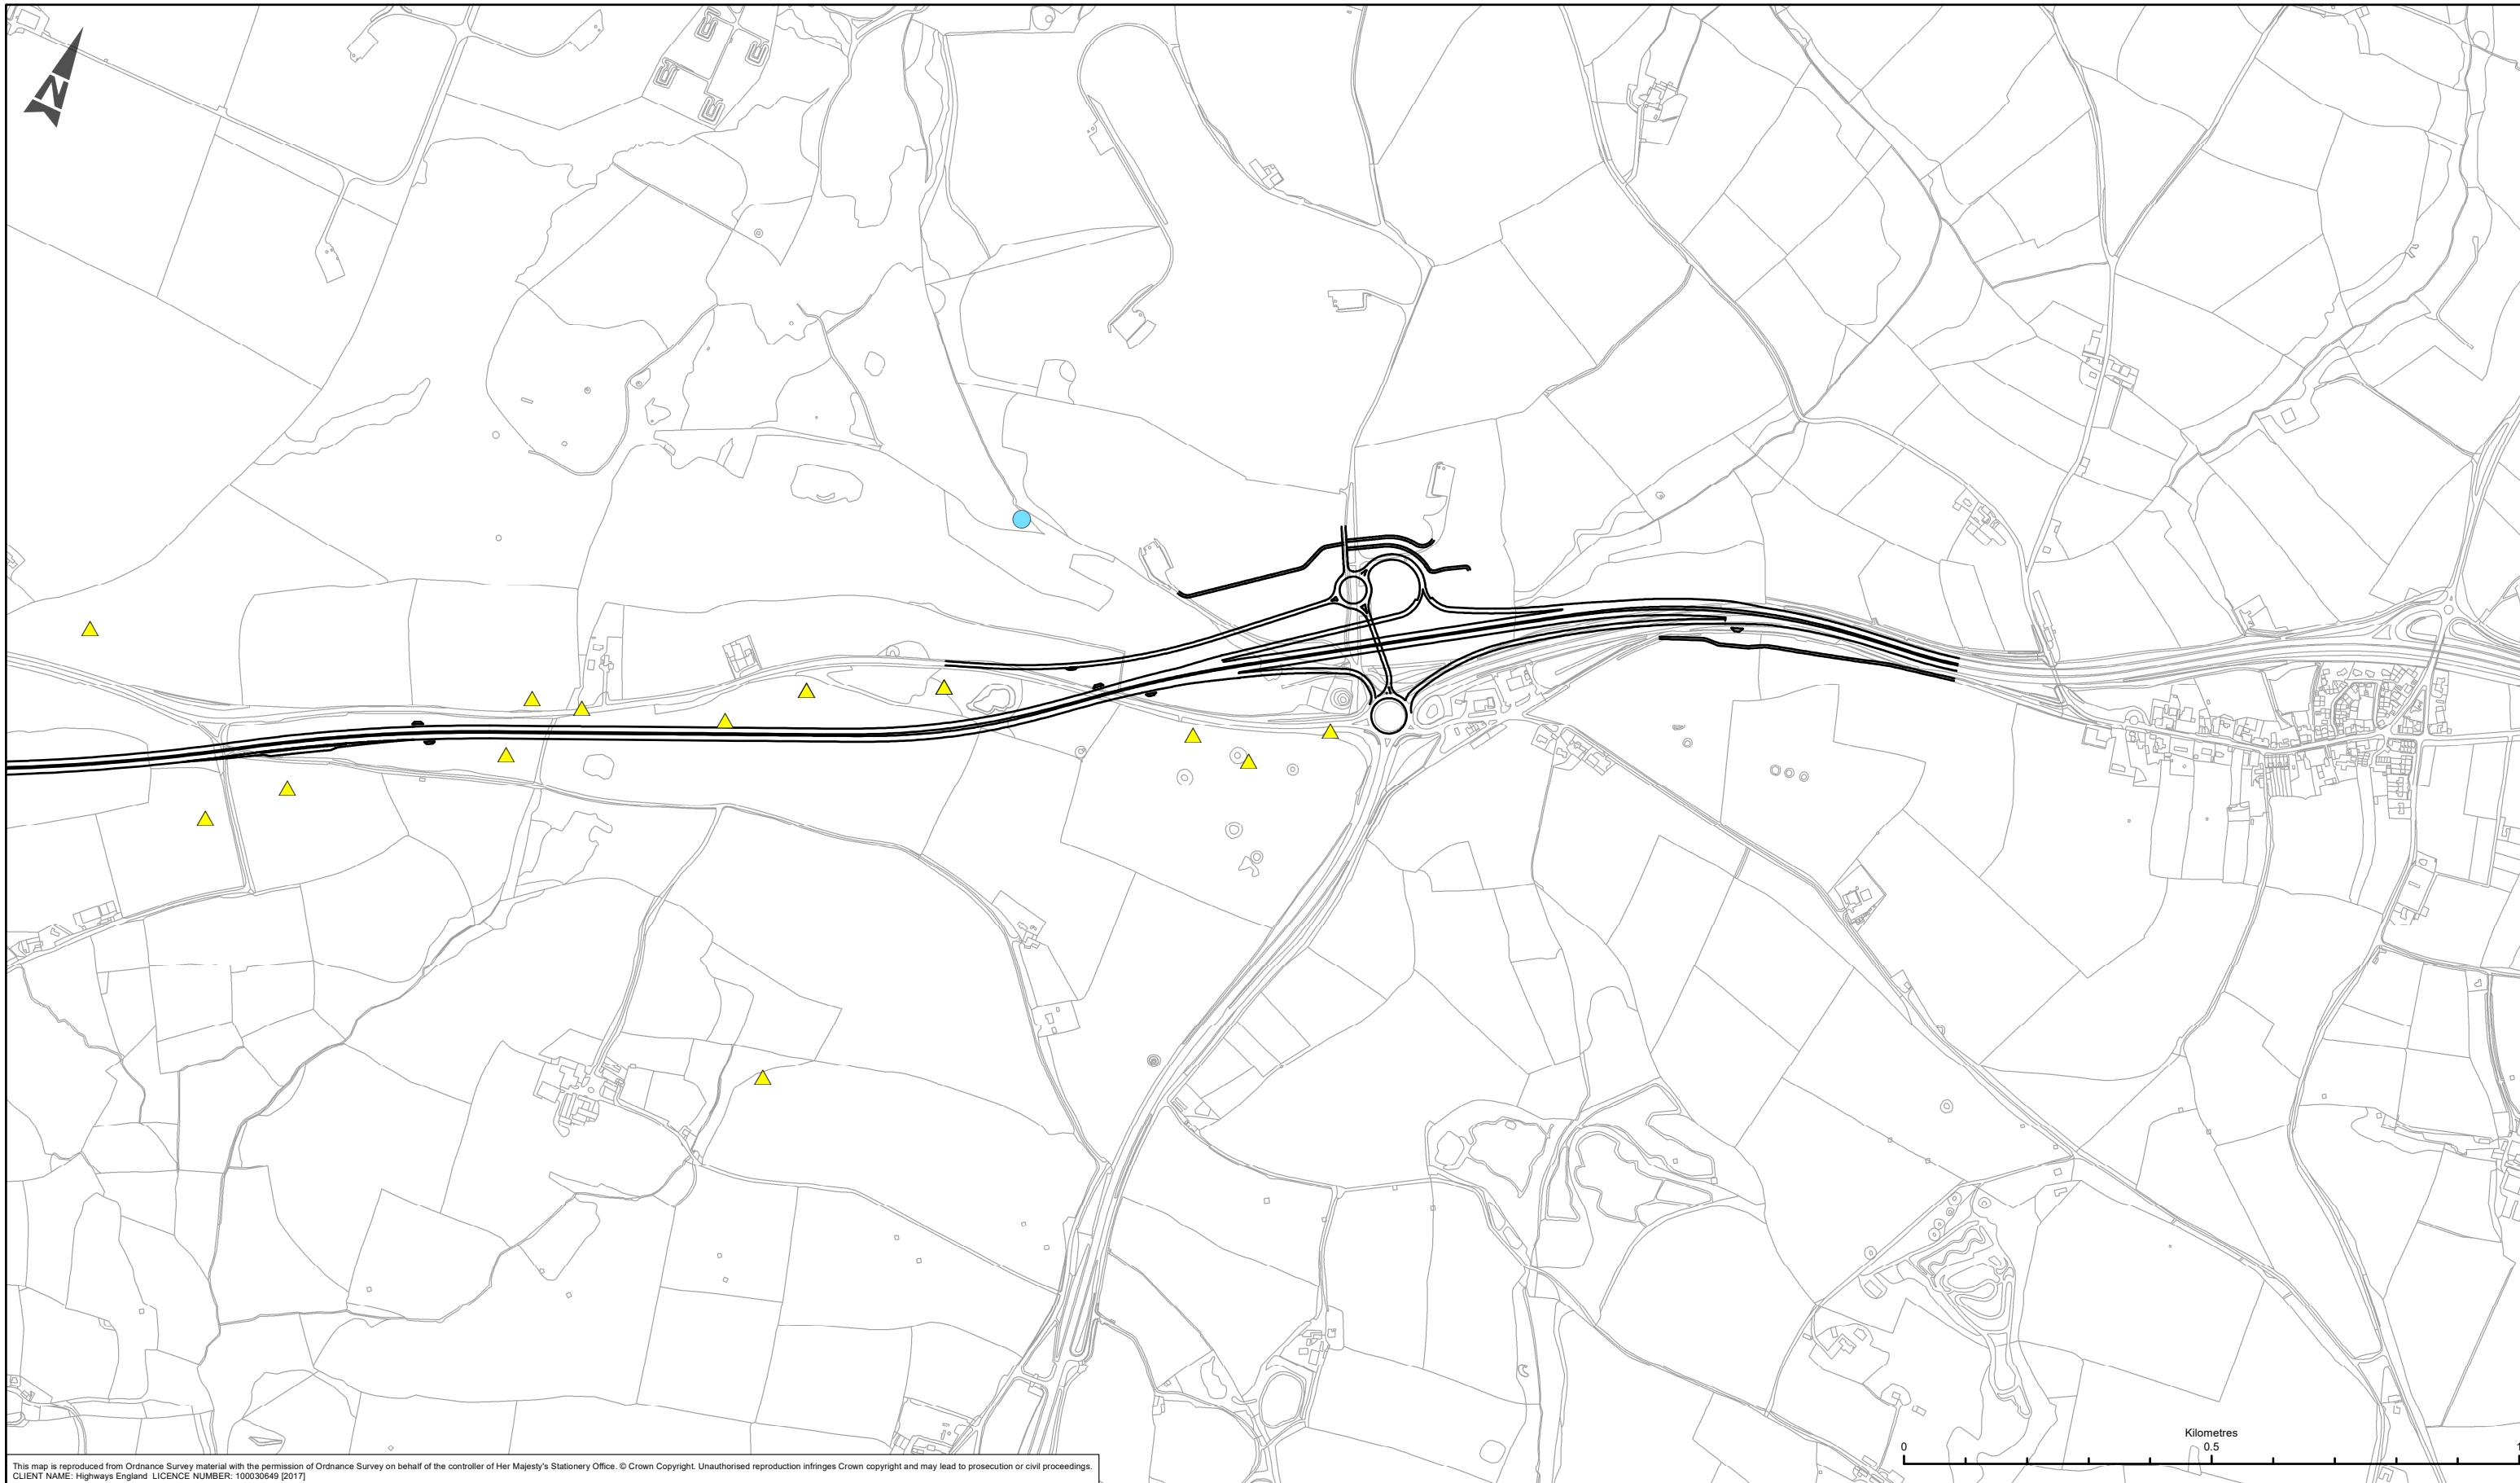 N
Kilometres
0 0.5 1
This map is reproduced from Ordnance Survey material with the permission of Ordnance Survey on behalf of the controller of Her Majesty's Stationery Office. © Crown Copyright. Unauthorised reproduction infringes Crown copyright and may lead to prosecution or civil proceedings.
CLIENT NAME: Highways England LICENCE NUMBER: 100030649 [2017]